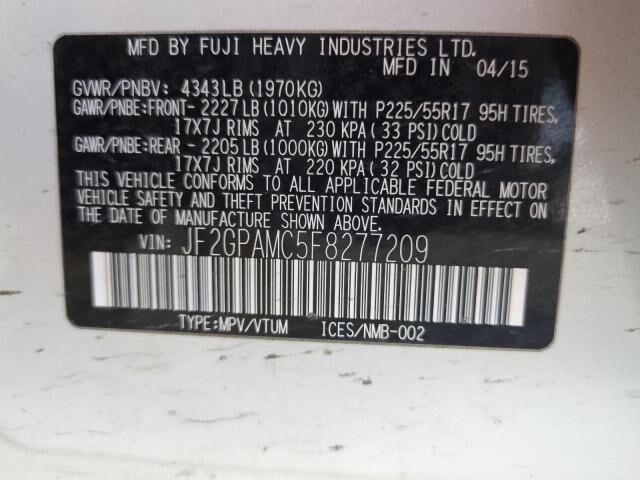 MFD BY FUJI HEAVY INDUSTRIES LTD.
MFD IN 04/15
GVWR/PNBV: 4343LB (1970KG)
GAWR/PNBE:FRONT- 2227LB(1010KG)WITH P225/55R17 95H TIRES,
17X7J RIMS AT 230 KPA( 33 PSI)COLD
GAWR/PNBE:REAR - 2205LB(1000KG)WITH P225/55R17 95H TIRES,
17X7J RIMS AT 220 KPA( 32 PSI)COLD
THIS VEHICLE CONFORMS TO ALL APPLICABLE FEDERAL MOTOR
VEHICLE SAFETY AND THEFT PREVENTION STANDARDS IN EFFECT ON
THE DATE OF MANUFACTURE SHOWN ABOVE.
VIN: JF2GPAMC5F8277209
TYPE:MPV/VTUM ICES/NMB-002